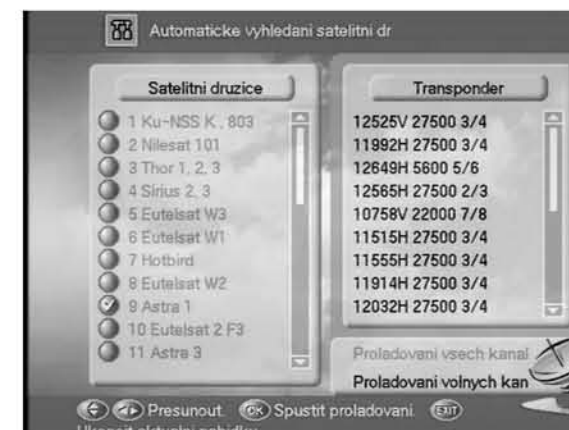 Automaticke vyhledani satelitni dr
Satelitni druzice
1 Ku-NSS K, 803
2 Nilesat 101
3 Thor 1, 2, 3
4 Sirius 2, 3
5 Eutelsat W3
6 Eutelsat W1
7 Hotbird
8 Eutelsat W2
9 Astra 1
10 Eutelsat 2 F3
11 Astra 3
Transponder
12525V 27500 3/4
11992H 27500 3/4
12649H 5600 5/6
12565H 27500 2/3
10758V 22000 7/8
11515H 27500 3/4
11555H 27500 3/4
11914H 27500 3/4
12032H 27500 3/4
Proladovani vsech kanal
Proladovani volnych kan
Presunout OK Spustit proladovani EXIT
Ukoncit aktualni nabidku